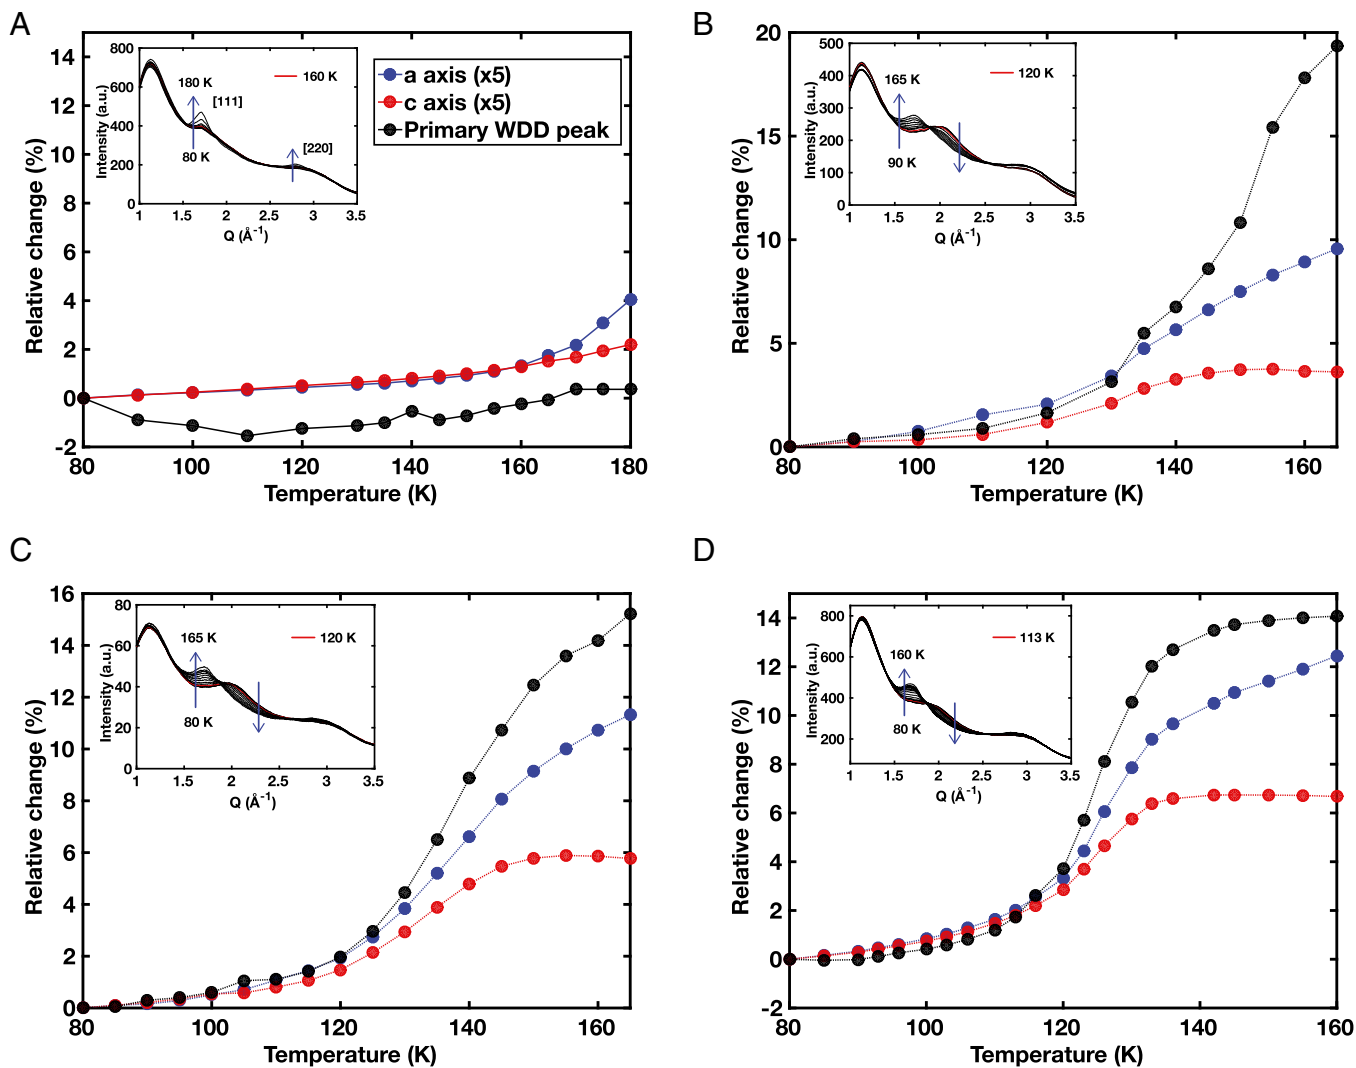 A
Relative change (%)
14
12
10
8
6
4
2
0
-2
80
100
120
140
160
180
Temperature (K)
Intensity (a.u.)
800
600
400
200
0
1
1.5
2
2.5
3
3.5
Q (Å-1)
180 K
[111]
80 K
[220]
160 K
a axis (x5)
c axis (x5)
Primary WDD peak
B
Relative change (%)
20
15
10
5
0
80
100
120
140
160
Temperature (K)
Intensity (a.u.)
500
400
300
200
100
0
1
1.5
2
2.5
3
3.5
Q (Å-1)
165 K
90 K
120 K
C
Relative change (%)
16
14
12
10
8
6
4
2
0
80
100
120
140
160
Temperature (K)
Intensity (a.u.)
80
60
40
20
0
1
1.5
2
2.5
3
3.5
Q (Å-1)
165 K
80 K
120 K
D
Relative change (%)
14
12
10
8
6
4
2
0
-2
80
100
120
140
160
Temperature (K)
Intensity (a.u.)
800
600
400
200
1
1.5
2
2.5
3
3.5
Q (Å-1)
160 K
80 K
113 K